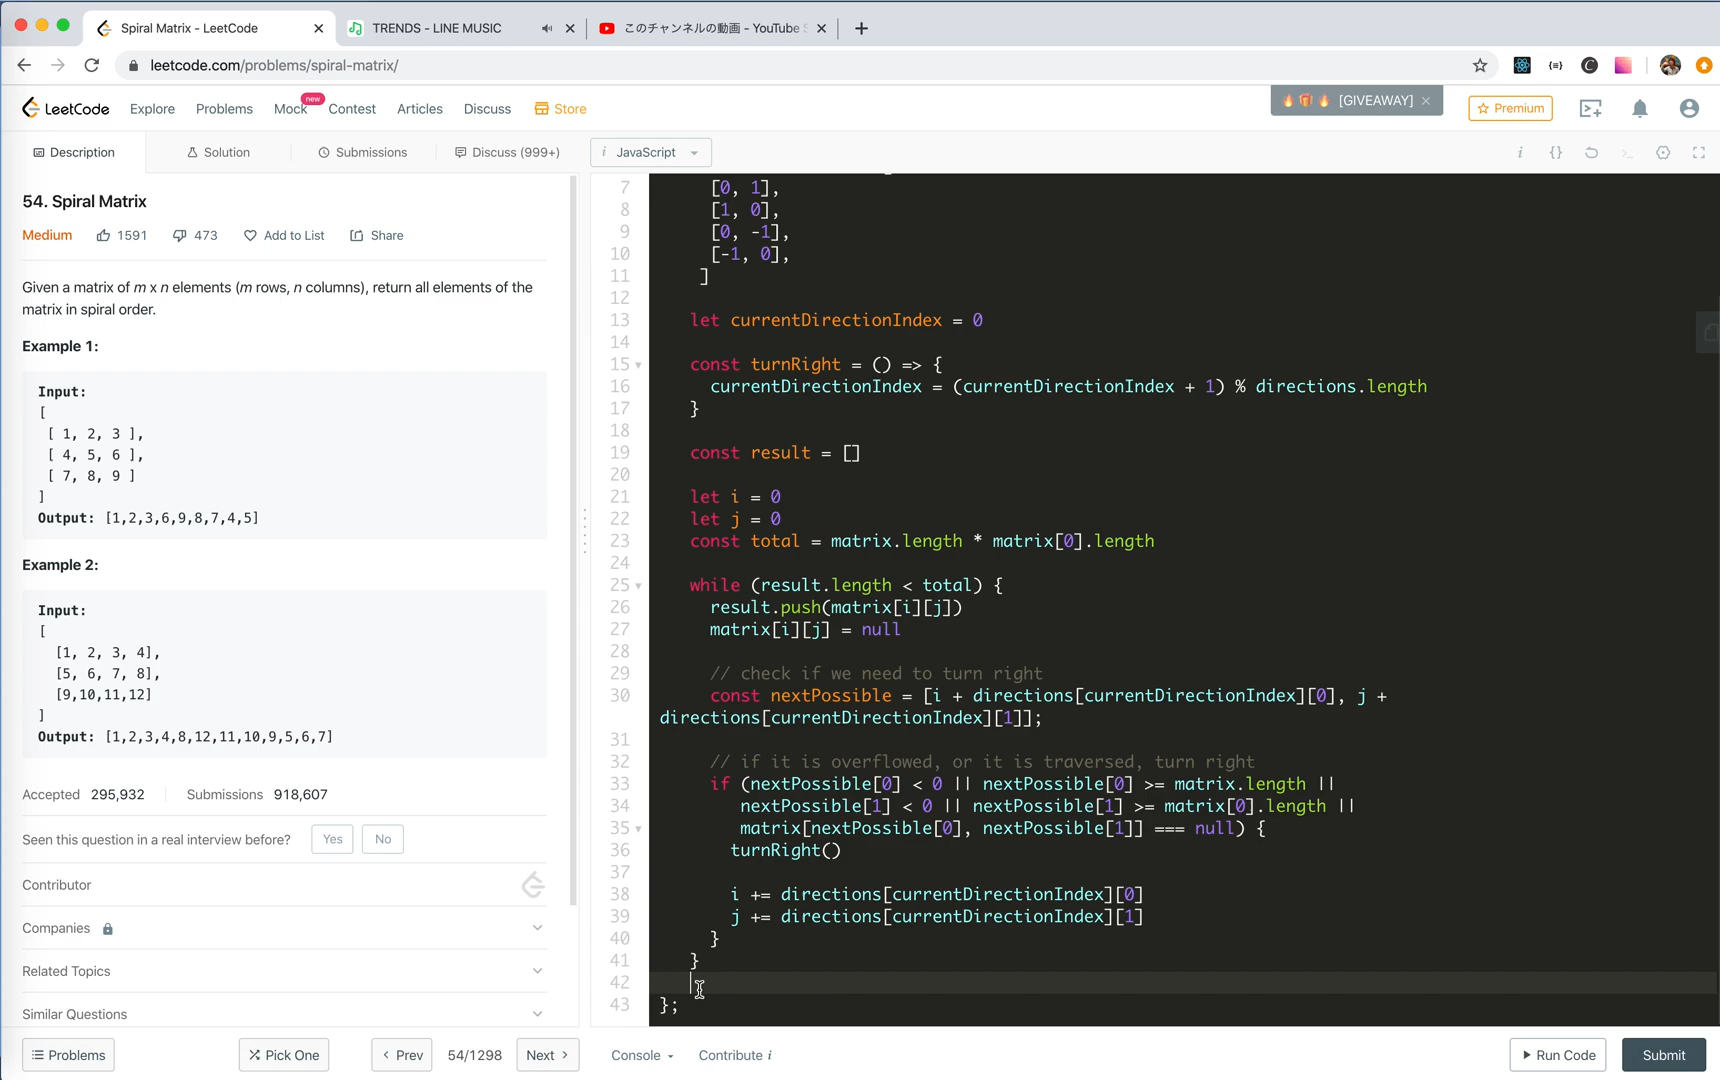 Spiral Matrix - LeetCode
TRENDS - LINE MUSIC
このチャンネルの動画 - YouTube
leetcode.com/problems/spiral-matrix/
LeetCode
Explore
Problems
Mock
new
Contest
Articles
Discuss
Store
[GIVEAWAY]
Premium
Description
Solution
Submissions
Discuss (999+)
i JavaScript
54. Spiral Matrix
Medium
1591
473
Add to List
Share
Given a matrix of m x n elements (m rows, n columns), return all elements of the
matrix in spiral order.
Example 1:
Input:
[
[ 1, 2, 3 ],
[ 4, 5, 6 ],
[ 7, 8, 9 ]
]
Output: [1,2,3,6,9,8,7,4,5]
Example 2:
Input:
[
[1, 2, 3, 4],
[5, 6, 7, 8],
[9,10,11,12]
]
Output: [1,2,3,4,8,12,11,10,9,5,6,7]
Accepted 295,932
Submissions 918,607
Seen this question in a real interview before?
Yes
No
Contributor
Companies
Related Topics
Similar Questions
7 [0, 1],
8 [1, 0],
9 [0, -1],
10 [-1, 0],
11 ]
12
13 let currentDirectionIndex = 0
14
15 const turnRight = () => {
16 currentDirectionIndex = (currentDirectionIndex + 1) % directions.length
17 }
18
19 const result = []
20
21 let i = 0
22 let j = 0
23 const total = matrix.length * matrix[0].length
24
25 while (result.length < total) {
26 result.push(matrix[i][j])
27 matrix[i][j] = null
28
29 // check if we need to turn right
30 const nextPossible = [i + directions[currentDirectionIndex][0], j +
directions[currentDirectionIndex][1]];
31
32 // if it is overflowed, or it is traversed, turn right
33 if (nextPossible[0] < 0 || nextPossible[0] >= matrix.length ||
34 nextPossible[1] < 0 || nextPossible[1] >= matrix[0].length ||
35 matrix[nextPossible[0], nextPossible[1]] === null) {
36 turnRight()
37
38 i += directions[currentDirectionIndex][0]
39 j += directions[currentDirectionIndex][1]
40 }
41 }
42
43 };
Problems
Pick One
Prev
54/1298
Next
Console
Contribute i
Run Code
Submit